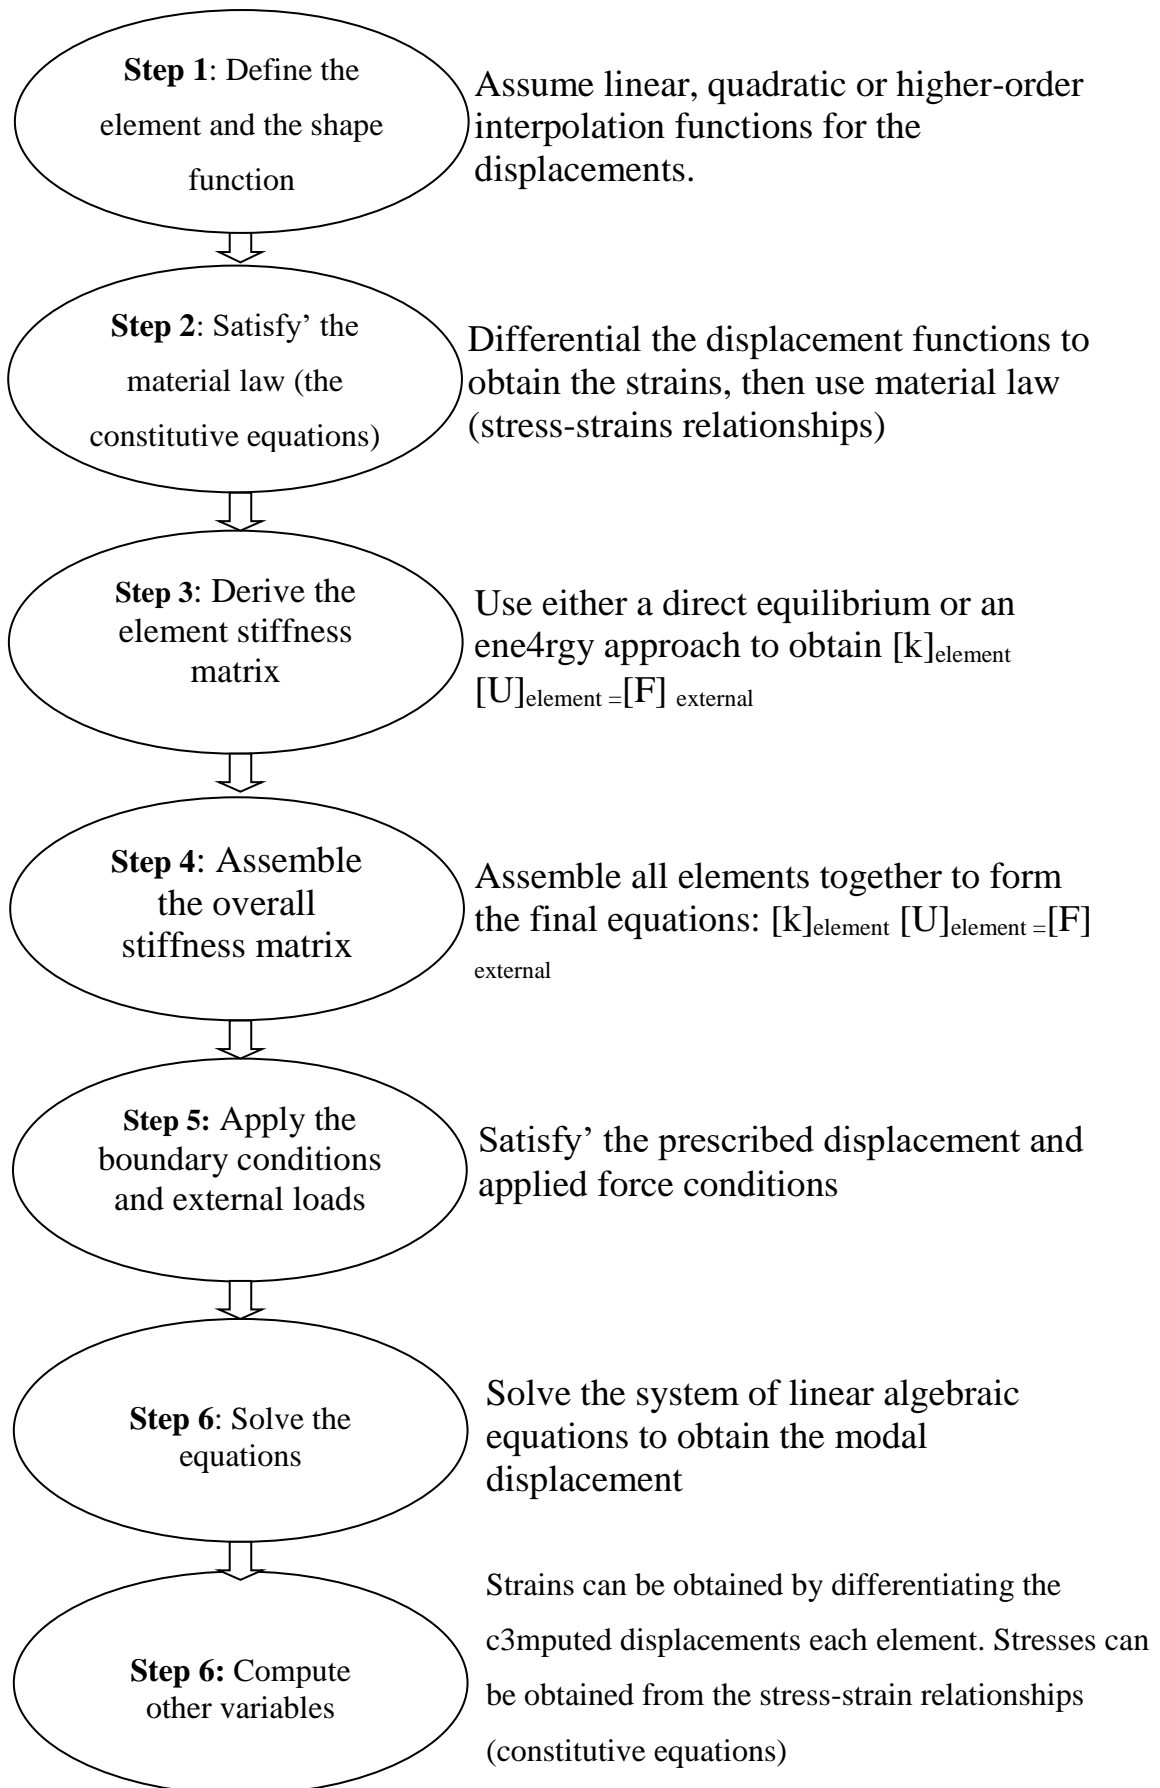 Step 1: Define the
element and the shape
function
Assume linear, quadratic or higher-order
interpolation functions for the
displacements.
Step 2: Satisfy’ the
material law (the
constitutive equations)
Differential the displacement functions to
obtain the strains, then use material law
(stress-strains relationships)
Step 3: Derive the
element stiffness
matrix
Use either a direct equilibrium or an
ene4rgy approach to obtain [k]element
[U]element =[F] external
Step 4: Assemble
the overall
stiffness matrix
Assemble all elements together to form
the final equations: [k]element [U]element =[F]
external
Step 5: Apply the
boundary conditions
and external loads
Satisfy’ the prescribed displacement and
applied force conditions
Step 6: Solve the
equations
Solve the system of linear algebraic
equations to obtain the modal
displacement
Step 6: Compute
other variables
Strains can be obtained by differentiating the
c3mputed displacements each element. Stresses can
be obtained from the stress-strain relationships
(constitutive equations)